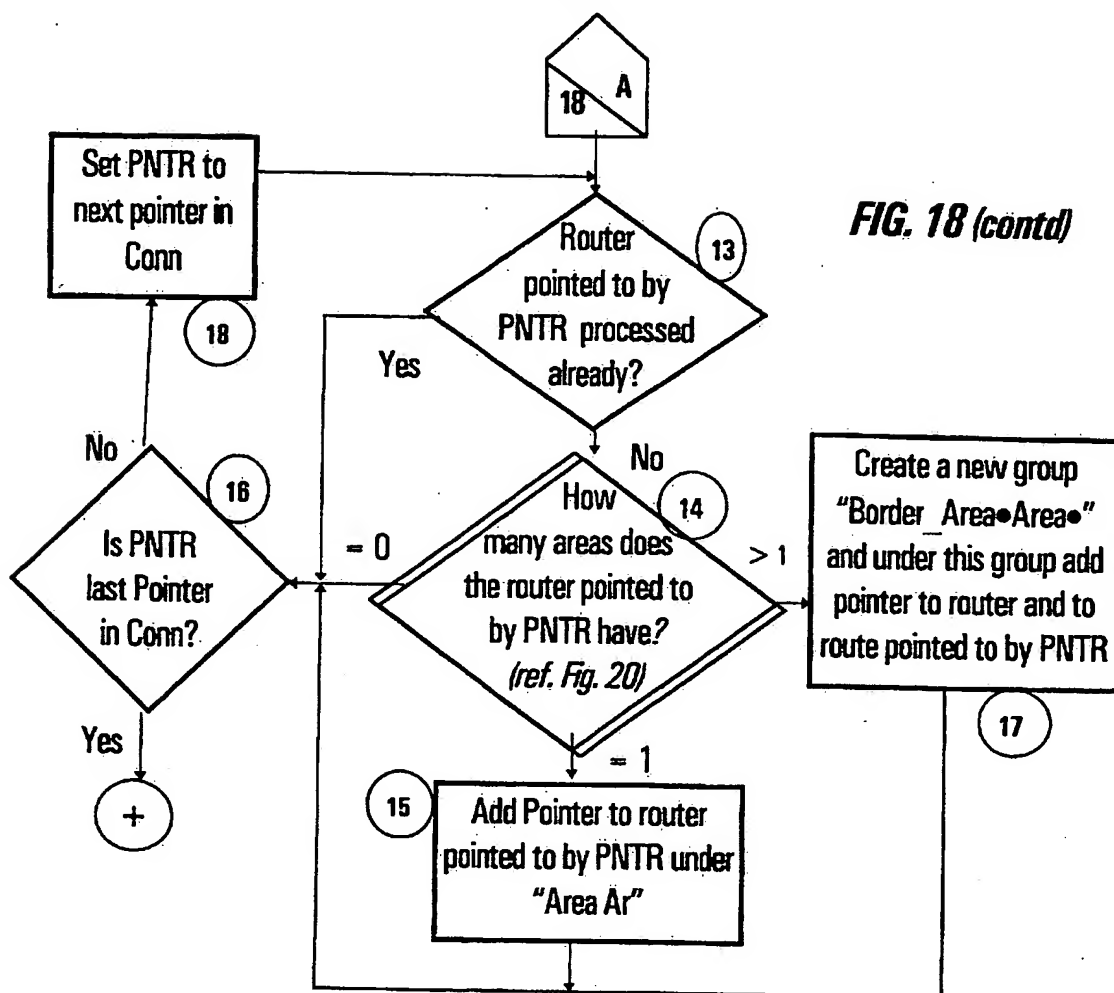 18 A
FIG. 18 (contd)
Set PNTR to
next pointer in
Conn
18
Router
pointed to by
PNTR processed
already?
13
Yes
No
No
Is PNTR
last Pointer
in Conn?
16
Yes
+
= 0
How
many areas does
the router pointed to
by PNTR have?
(ref. Fig. 20)
14
> 1
= 1
Create a new group
"Border_Area•Area•"
and under this group add
pointer to router and to
route pointed to by PNTR
17
15
Add Pointer to router
pointed to by PNTR under
"Area Ar"